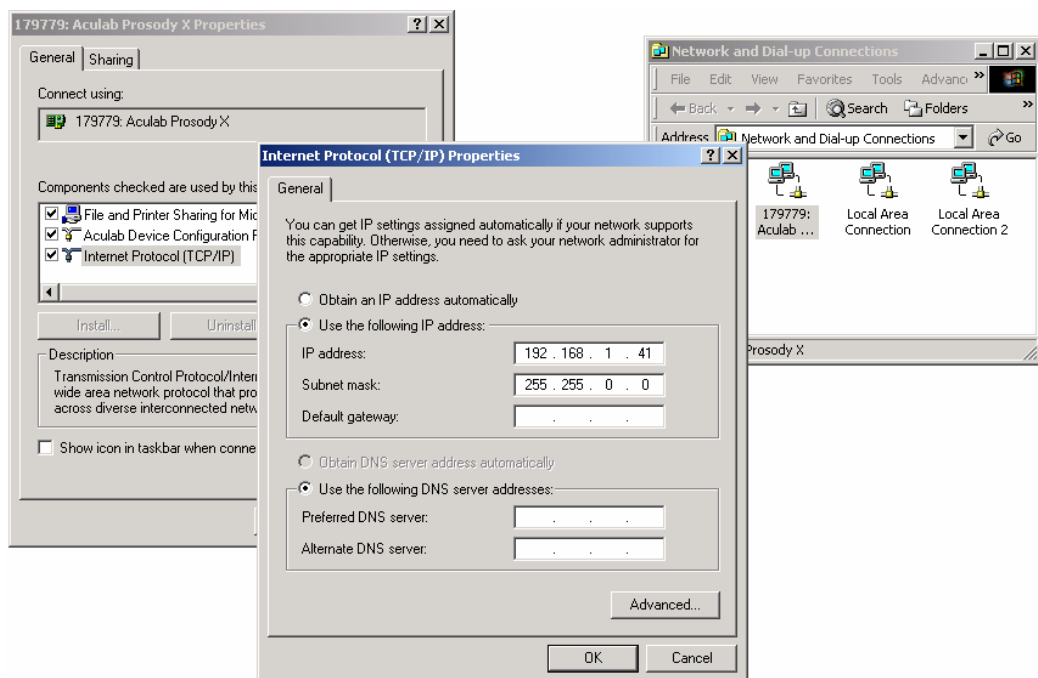 179779: Aculab Prosody X Properties
General Sharing
Connect using:
179779: Aculab Prosody X
Components checked are used by this
File and Printer Sharing for Mic
Aculab Device Configuration
Internet Protocol (TCP/IP)
Install... Uninstall
Description
Transmission Control Protocol/Inter
wide area network protocol that pro
across diverse interconnected netw
Show icon in taskbar when conne
Network and Dial-up Connections
File Edit View Favorites Tools Advanc »
Back Search Folders »
Address Network and Dial-up Connections Go
179779: Aculab ...
Local Area Connection
Local Area Connection 2
Prosody X
Internet Protocol (TCP/IP) Properties
General
You can get IP settings assigned automatically if your network supports
this capability. Otherwise, you need to ask your network administrator for
the appropriate IP settings.
Obtain an IP address automatically
Use the following IP address:
IP address: 192 . 168 . 1 . 41
Subnet mask: 255 . 255 . 0 . 0
Default gateway: . . .
Obtain DNS server address automatically
Use the following DNS server addresses:
Preferred DNS server: . . .
Alternate DNS server: . . .
Advanced...
OK Cancel